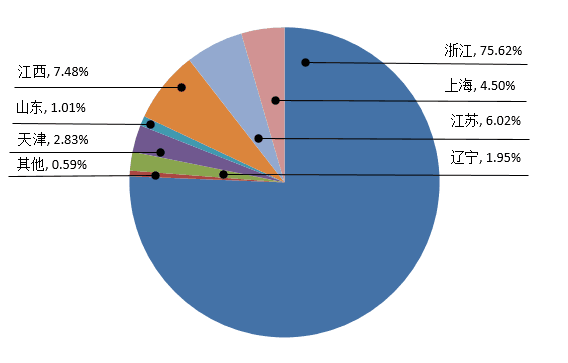 浙江, 75.62%
江西, 7.48%
上海, 4.50%
山东, 1.01%
江苏, 6.02%
天津, 2.83%
辽宁, 1.95%
其他, 0.59%